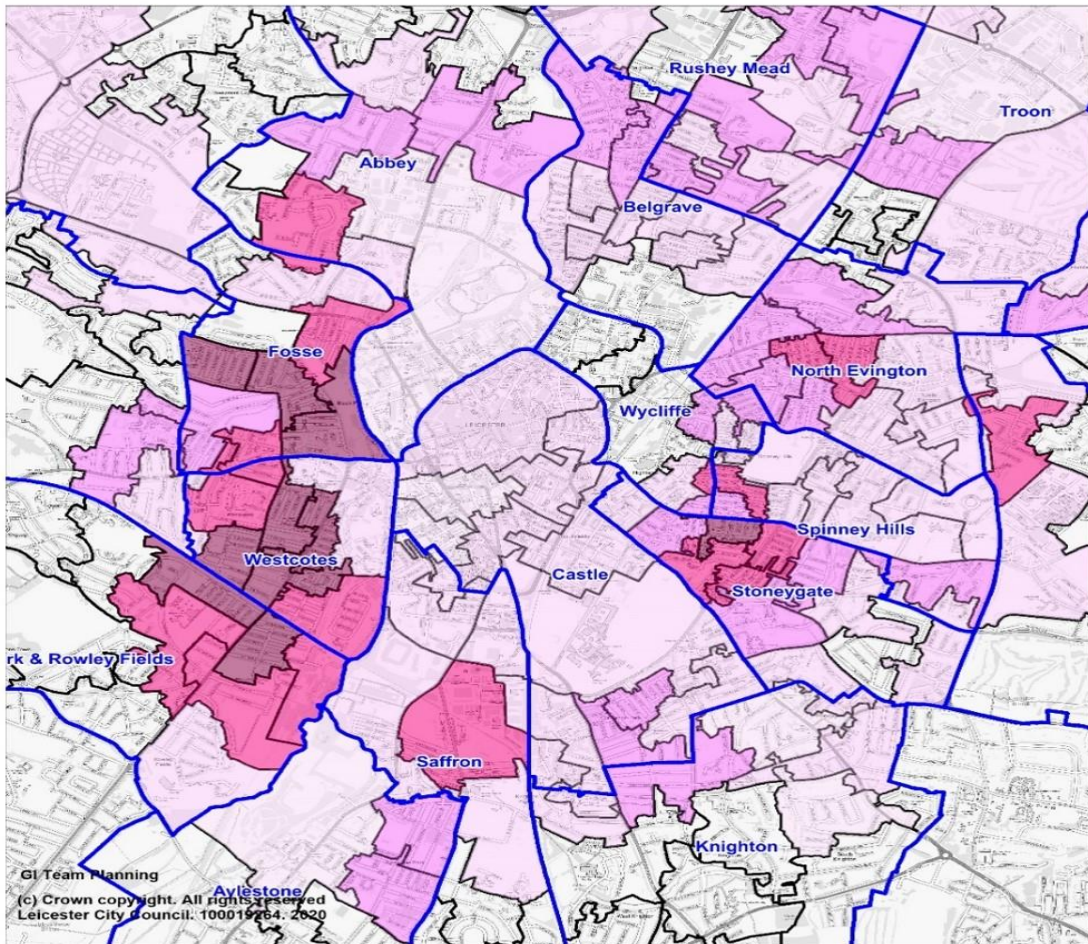 Rushey Mead
Troon
Abbey
Belgrave
Fosse
North Evington
Wycliffe
Spinney Hills
Westcotes
Castle
Stoneygate
rk & Rowley Fields
Saffron
Knighton
GI Team Planning
Aylestone
(c) Crown copyright. All rights reserved
Leicester City Council. 100019264. 2020
LEICESTER